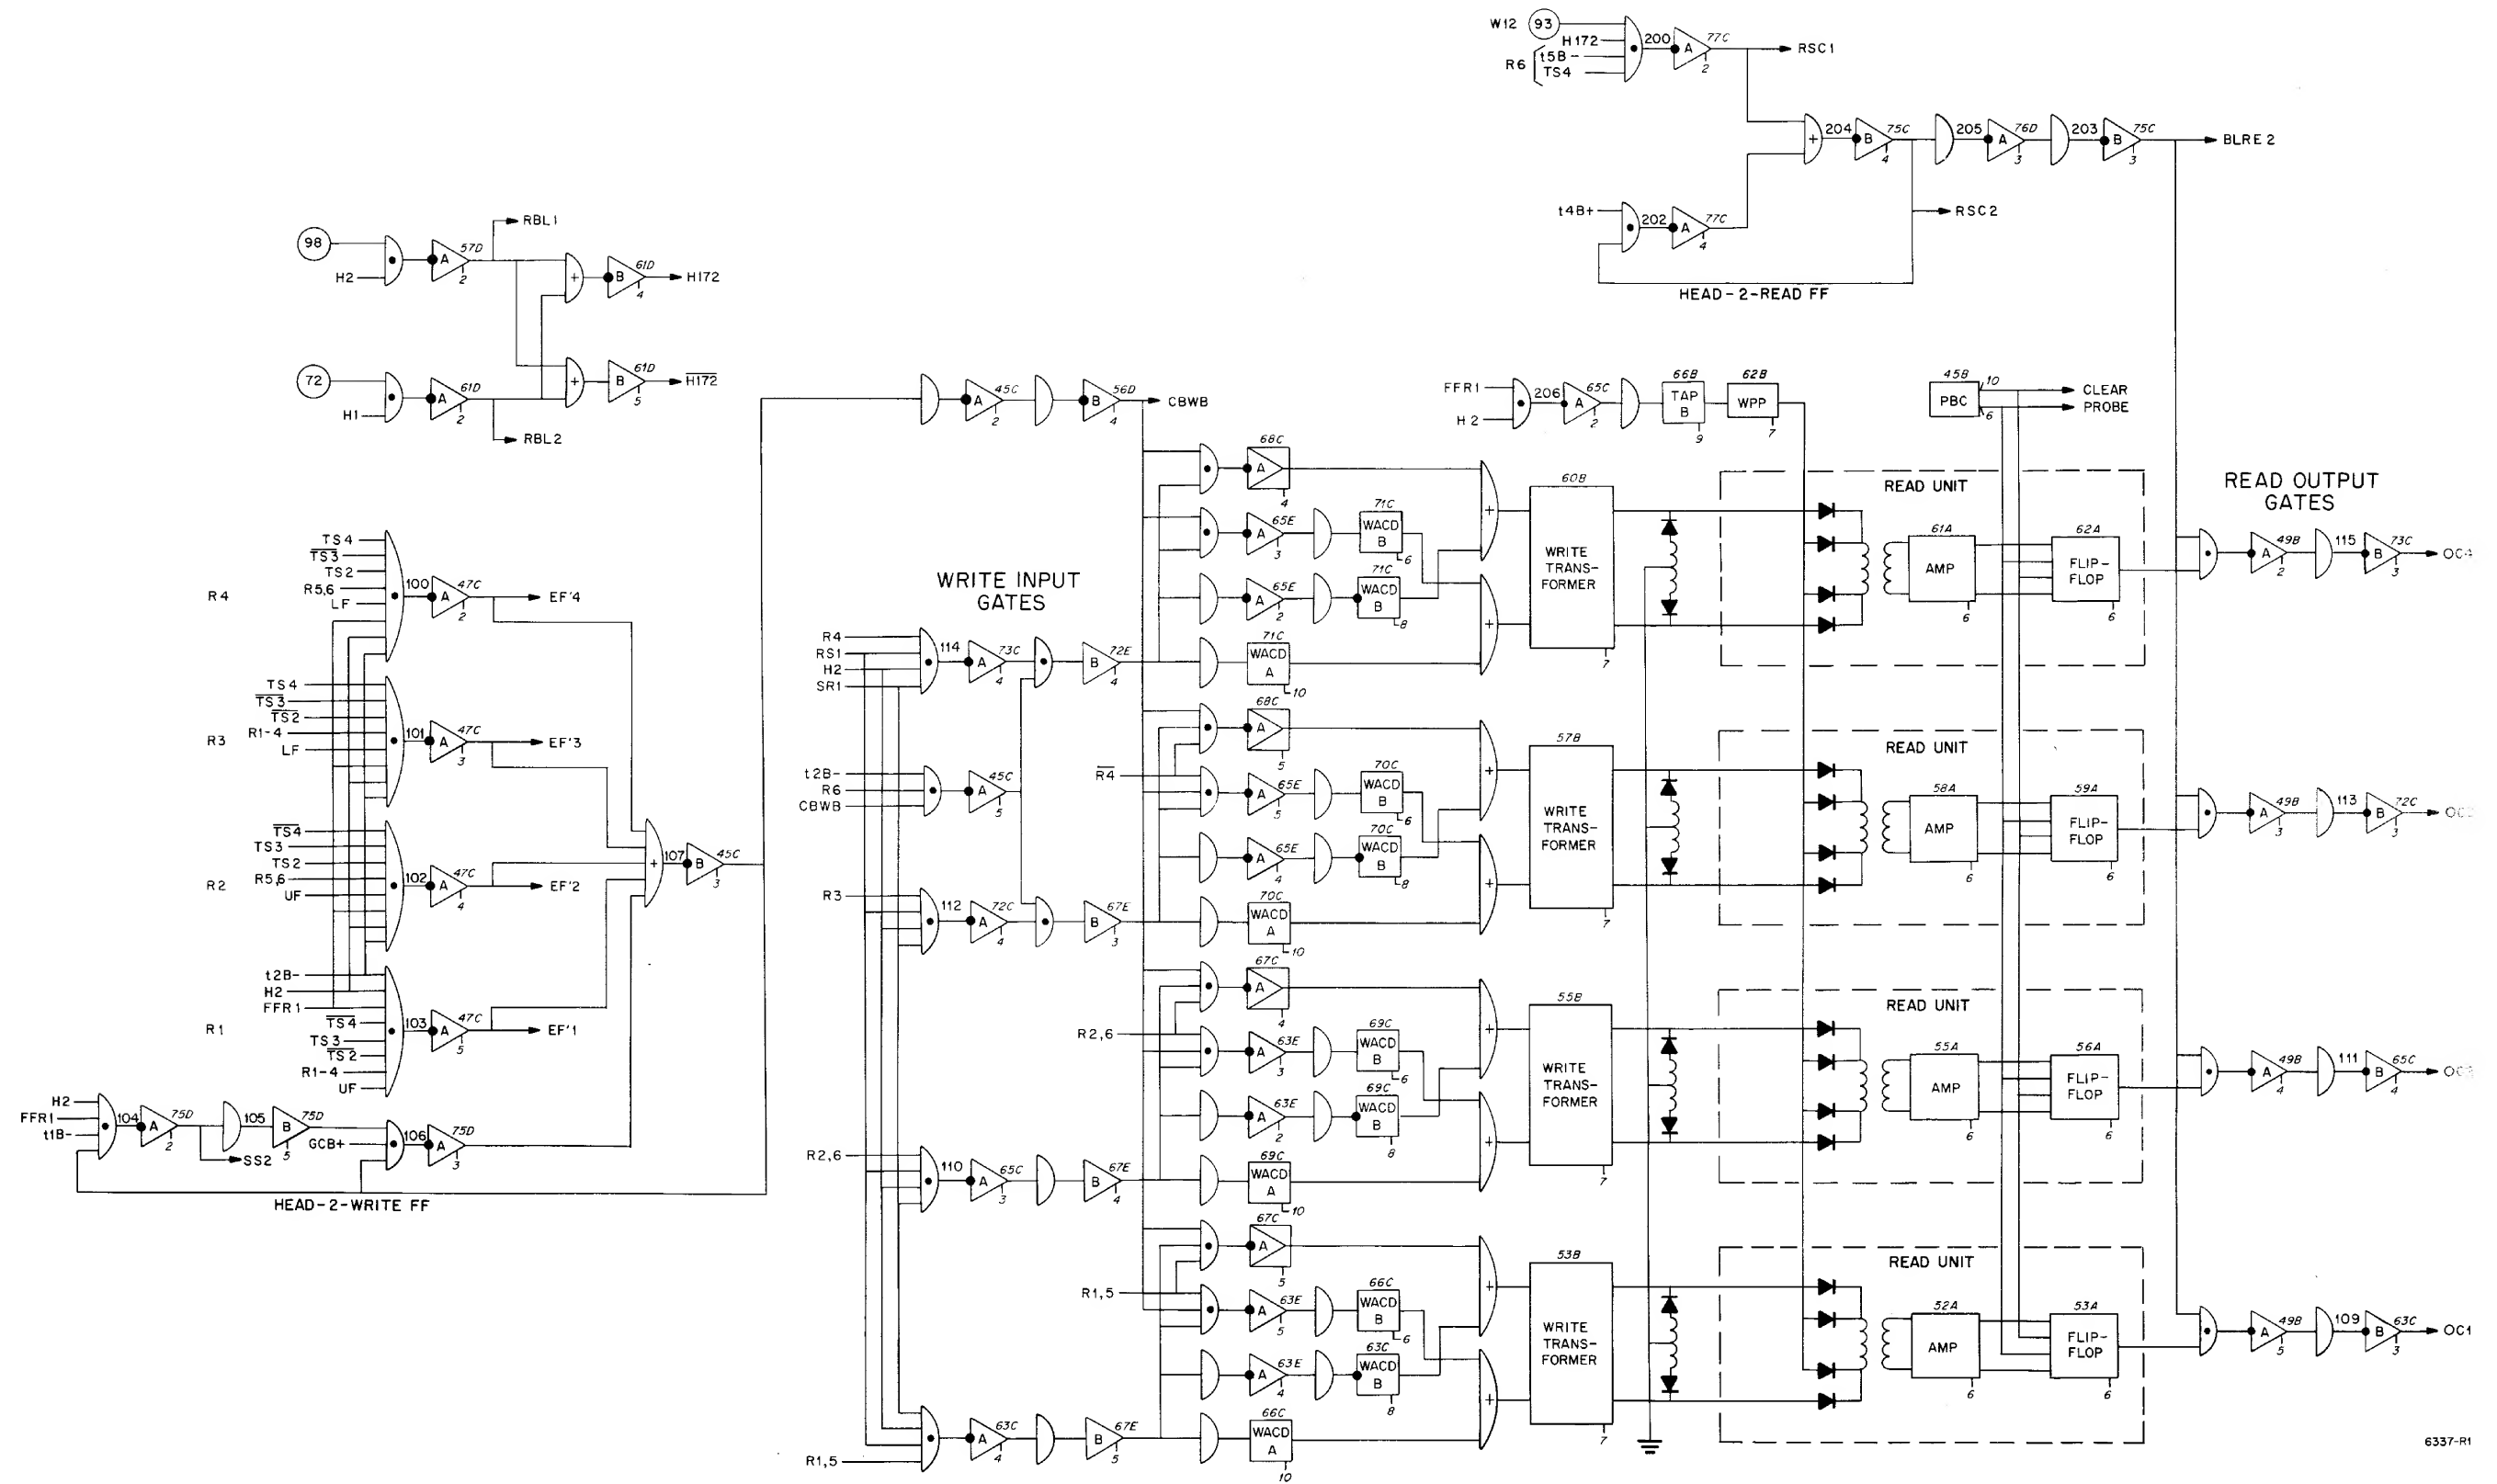 W12 93
H172
R6 t5B-
TS4
200 A 77C 2
RSC1
204 B 75C 4
205 A 76D 3
203 B 75C 3
BLRE 2
t4B+
202 A 77C 4
RSC2
HEAD-2-READ FF
98
H2
A 57D 2
RBL1
B 61D 4
H172
72
H1
A 61D 2
RBL2
B 61D 5
H172
A 45C 2
B 56D 4
CBWB
FFR1
H2
206 A 65C 2
66B TAP B 9
62B WPP 7
45B PBC 10 6
CLEAR
PROBE
R4
TS4
TS3
TS2
R5,6
LF
100 A 47C 2
EF'4
R3
TS4
TS3
TS2
R1-4
LF
101 A 47C 3
EF'3
R2
TS4
TS3
TS2
R5,6
UF
102 A 47C 4
EF'2
R1
t2B-
H2
FFR1
TS4
TS3
TS2
R1-4
UF
103 A 47C 5
EF'1
107 B 45C 3
H2
FFR1
t1B-
104 A 75D 2
105 B 75D 5
SS2
GCB+
106 A 75D 3
HEAD-2-WRITE FF
WRITE INPUT
GATES
R4
RS1
H2
SR1
114 A 73C 4
B 72E 4
t2B-
R6
CBWB
A 45C 5
R3
112 A 72C 4
B 67E 3
R2,6
110 A 65C 3
B 67E 4
R1,5
A 63C 4
B 67E 5
68C A 4
A 65E 3
71C WACD B 6
A 65E 2
71C WACD B 8
71C WACD A 10
60B
WRITE
TRANS-
FORMER
7
READ UNIT
61A AMP 6
62A FLIP-
FLOP 6
READ OUTPUT
GATES
A 49B 2
115 B 73C 3
OC4
R4
68C A 5
A 65E 5
70C WACD B 6
A 65E 4
70C WACD B 8
70C WACD A 10
57B
WRITE
TRANS-
FORMER
7
READ UNIT
58A AMP 6
59A FLIP-
FLOP 6
A 49B 3
113 B 72C 3
R2,6
67C A 4
A 63E 3
69C WACD B 6
A 63E 2
69C WACD B 8
69C WACD A 10
55B
WRITE
TRANS-
FORMER
7
READ UNIT
55A AMP 6
56A FLIP-
FLOP 6
A 49B 4
111 B 65C 4
R1,5
67C A 5
A 63E 5
66C WACD B 6
A 63E 4
63C WACD B 8
66C WACD A 10
53B
WRITE
TRANS-
FORMER
7
READ UNIT
52A AMP 6
53A FLIP-
FLOP 6
A 49B 5
109 B 63C 3
OC1
6337-R1